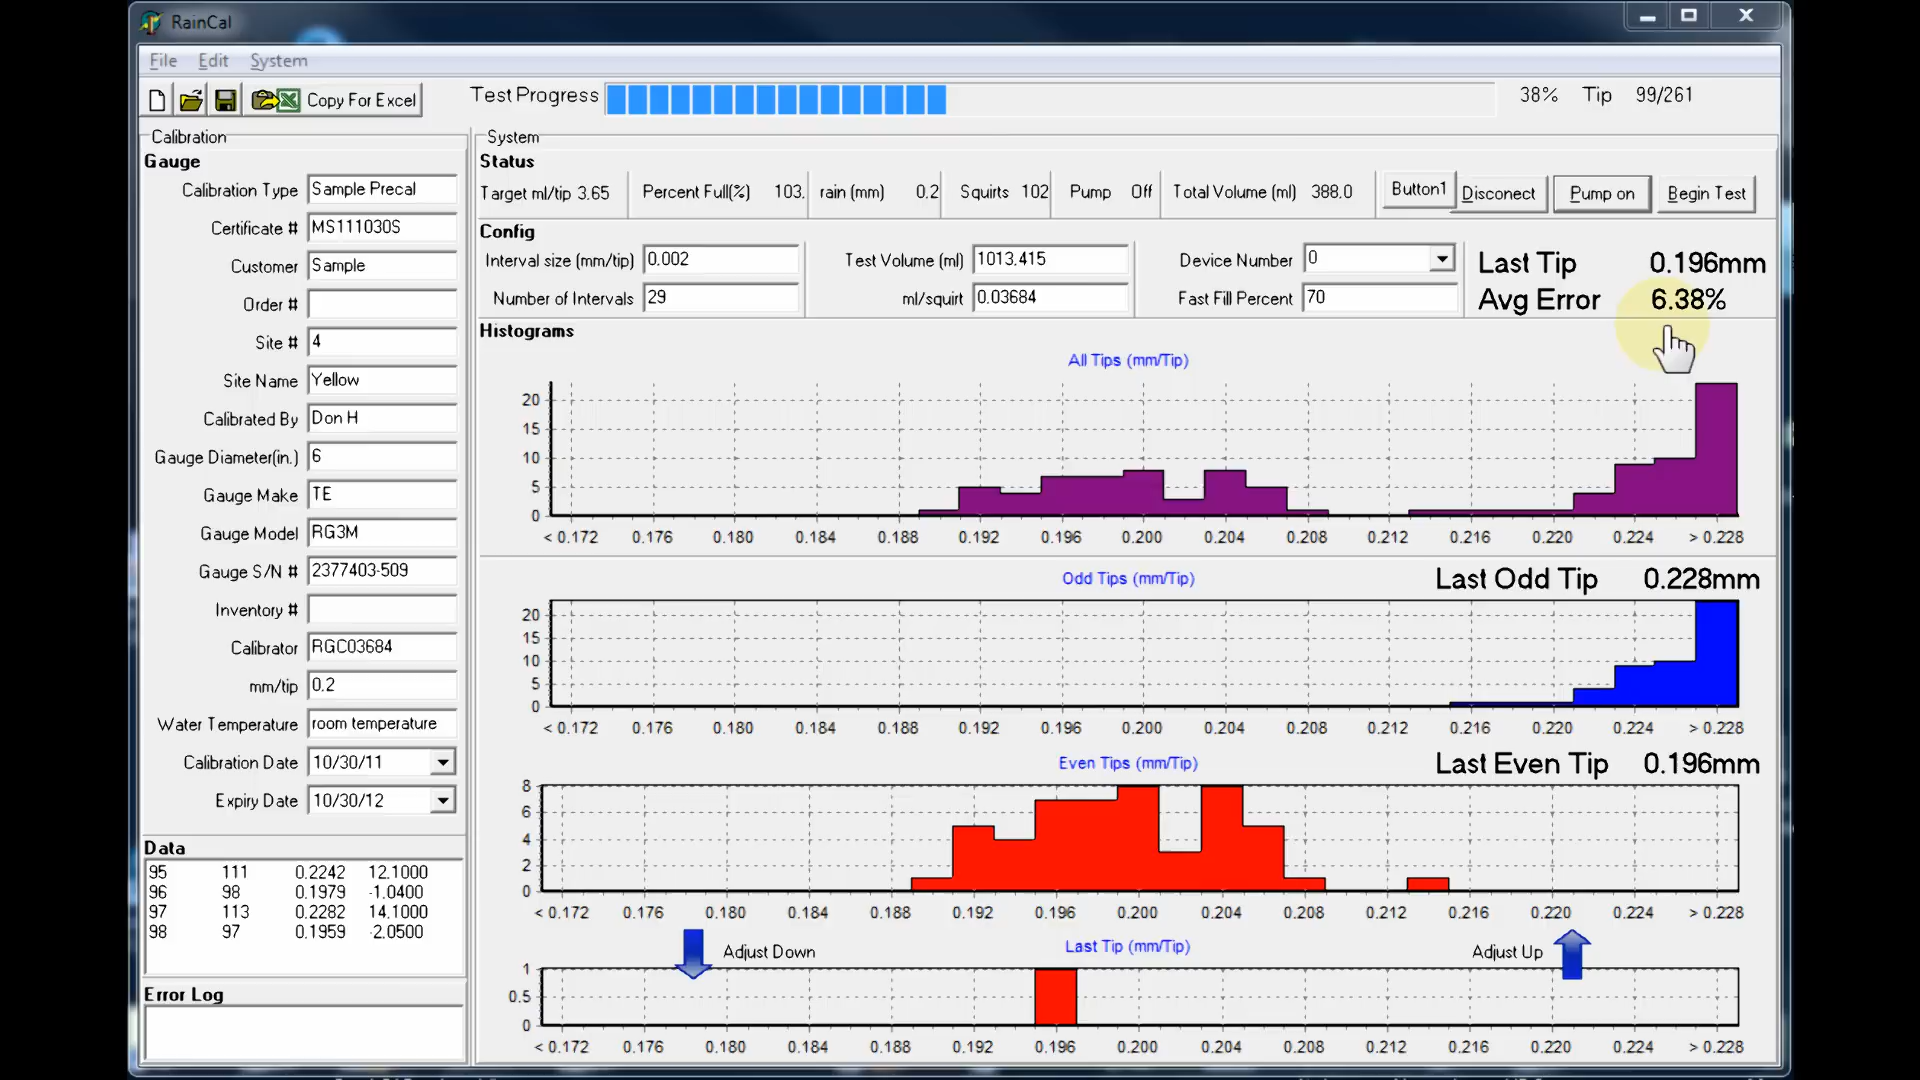 RainCal
File Edit System
Copy For Excel
Test Progress
38% Tip 99/261
Calibration
Gauge
Calibration Type Sample Precal
Certificate # MS111030S
Customer Sample
Order #
Site # 4
Site Name Yellow
Calibrated By Don H
Gauge Diameter(in.) 6
Gauge Make TE
Gauge Model RG3M
Gauge S/N # 2377403-509
Inventory #
Calibrator RGC03684
mm/tip 0.2
Water Temperature room temperature
Calibration Date 10/30/11
Expiry Date 10/30/12
Data
95 111 0.2242 12.1000
96 98 0.1979 -1.0400
97 113 0.2282 14.1000
98 97 0.1959 -2.0500
Error Log
System
Status
Target ml/tip 3.65 Percent Full(%) 103. rain (mm) 0.2 Squirts 102 Pump Off Total Volume (ml) 388.0 Button1 Disconect Pump on Begin Test
Config
Interval size (mm/tip) 0.002 Test Volume (ml) 1013.415 Device Number 0
Number of Intervals 29 ml/squirt 0.03684 Fast Fill Percent 70
Last Tip 0.196mm
Avg Error 6.38%
Histograms
All Tips (mm/Tip)
20
15
10
5
0
< 0.172 0.176 0.180 0.184 0.188 0.192 0.196 0.200 0.204 0.208 0.212 0.216 0.220 0.224 > 0.228
Odd Tips (mm/Tip)
Last Odd Tip 0.228mm
20
15
10
5
0
< 0.172 0.176 0.180 0.184 0.188 0.192 0.196 0.200 0.204 0.208 0.212 0.216 0.220 0.224 > 0.228
Even Tips (mm/Tip)
Last Even Tip 0.196mm
8
6
4
2
0
< 0.172 0.176 0.180 0.184 0.188 0.192 0.196 0.200 0.204 0.208 0.212 0.216 0.220 0.224 > 0.228
Adjust Down
Last Tip (mm/Tip)
Adjust Up
1
0.5
0
< 0.172 0.176 0.180 0.184 0.188 0.192 0.196 0.200 0.204 0.208 0.212 0.216 0.220 0.224 > 0.228